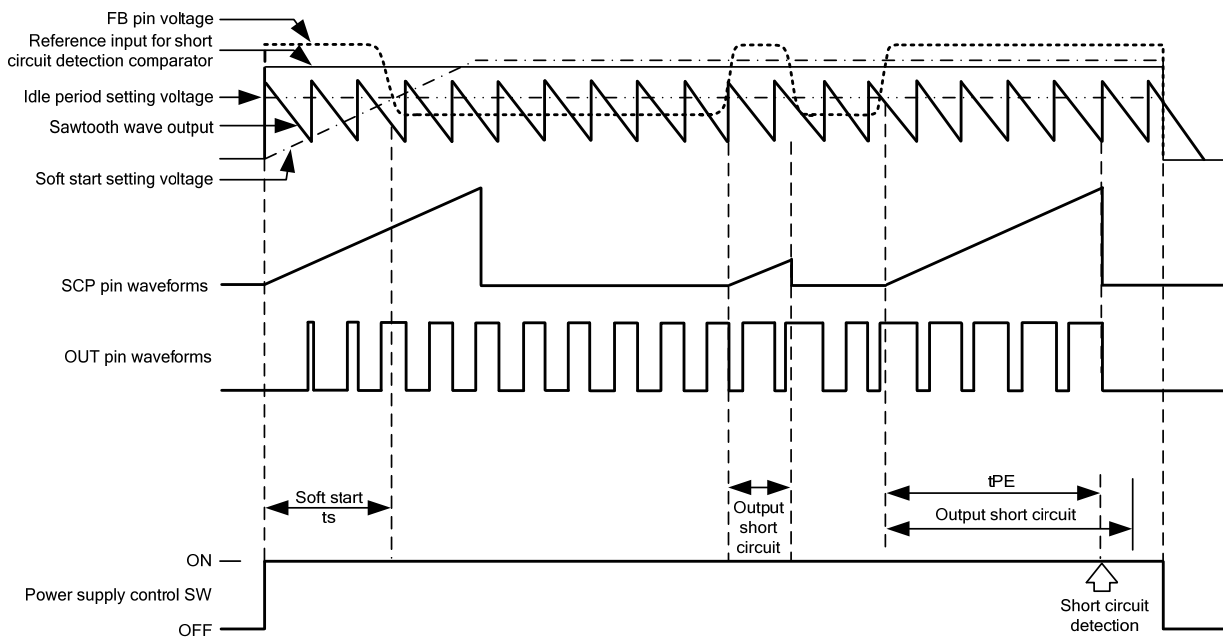 FB pin voltage
Reference input for short
circuit detection comparator
Idle period setting voltage
Sawtooth wave output
Soft start setting voltage
SCP pin waveforms
OUT pin waveforms
Soft start
ts
Output
short
circuit
tPE
Output short circuit
ON
Power supply control SW
OFF
Short circuit
detection